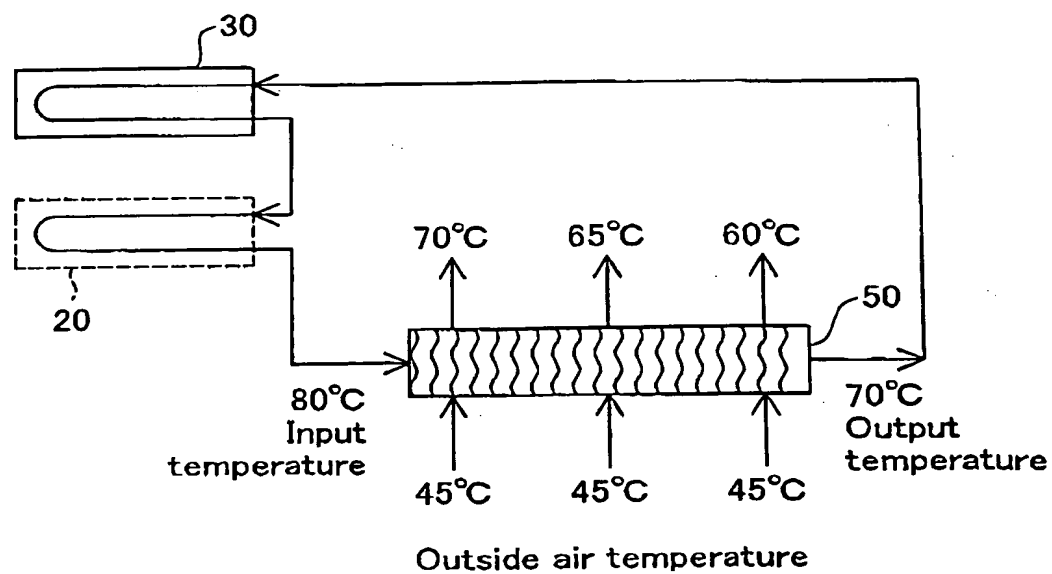 30
70°C
65°C
60°C
20
50
80°C
Input
temperature
70°C
Output
temperature
45°C
45°C
45°C
Outside air temperature